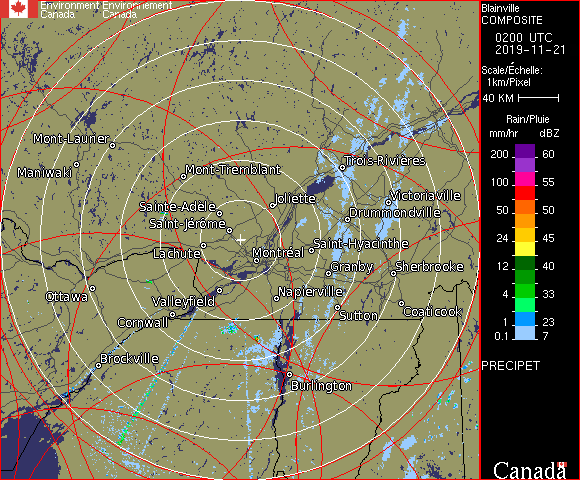 Environment Environnement
Canada Canada
Blainville
COMPOSITE
0200 UTC
2019-11-21
Scale/Échelle:
1km/Pixel
40 KM
Rain/Pluie
mm/hr dBZ
200 60
100 55
50 50
24 45
12 40
4 33
1 23
0.1 7
PRECIPET
Canada
Mont-Laurier
Maniwaki
Mont-Tremblant
Trois-Rivières
Sainte-Adèle
Joliette
Victoriaville
Drummondville
Saint-Jérôme
Lachute
Montréal
Saint-Hyacinthe
Granby
Sherbrooke
Ottawa
Valleyfield
Napierville
Cornwall
Sutton
Coaticook
Brockville
Burlington